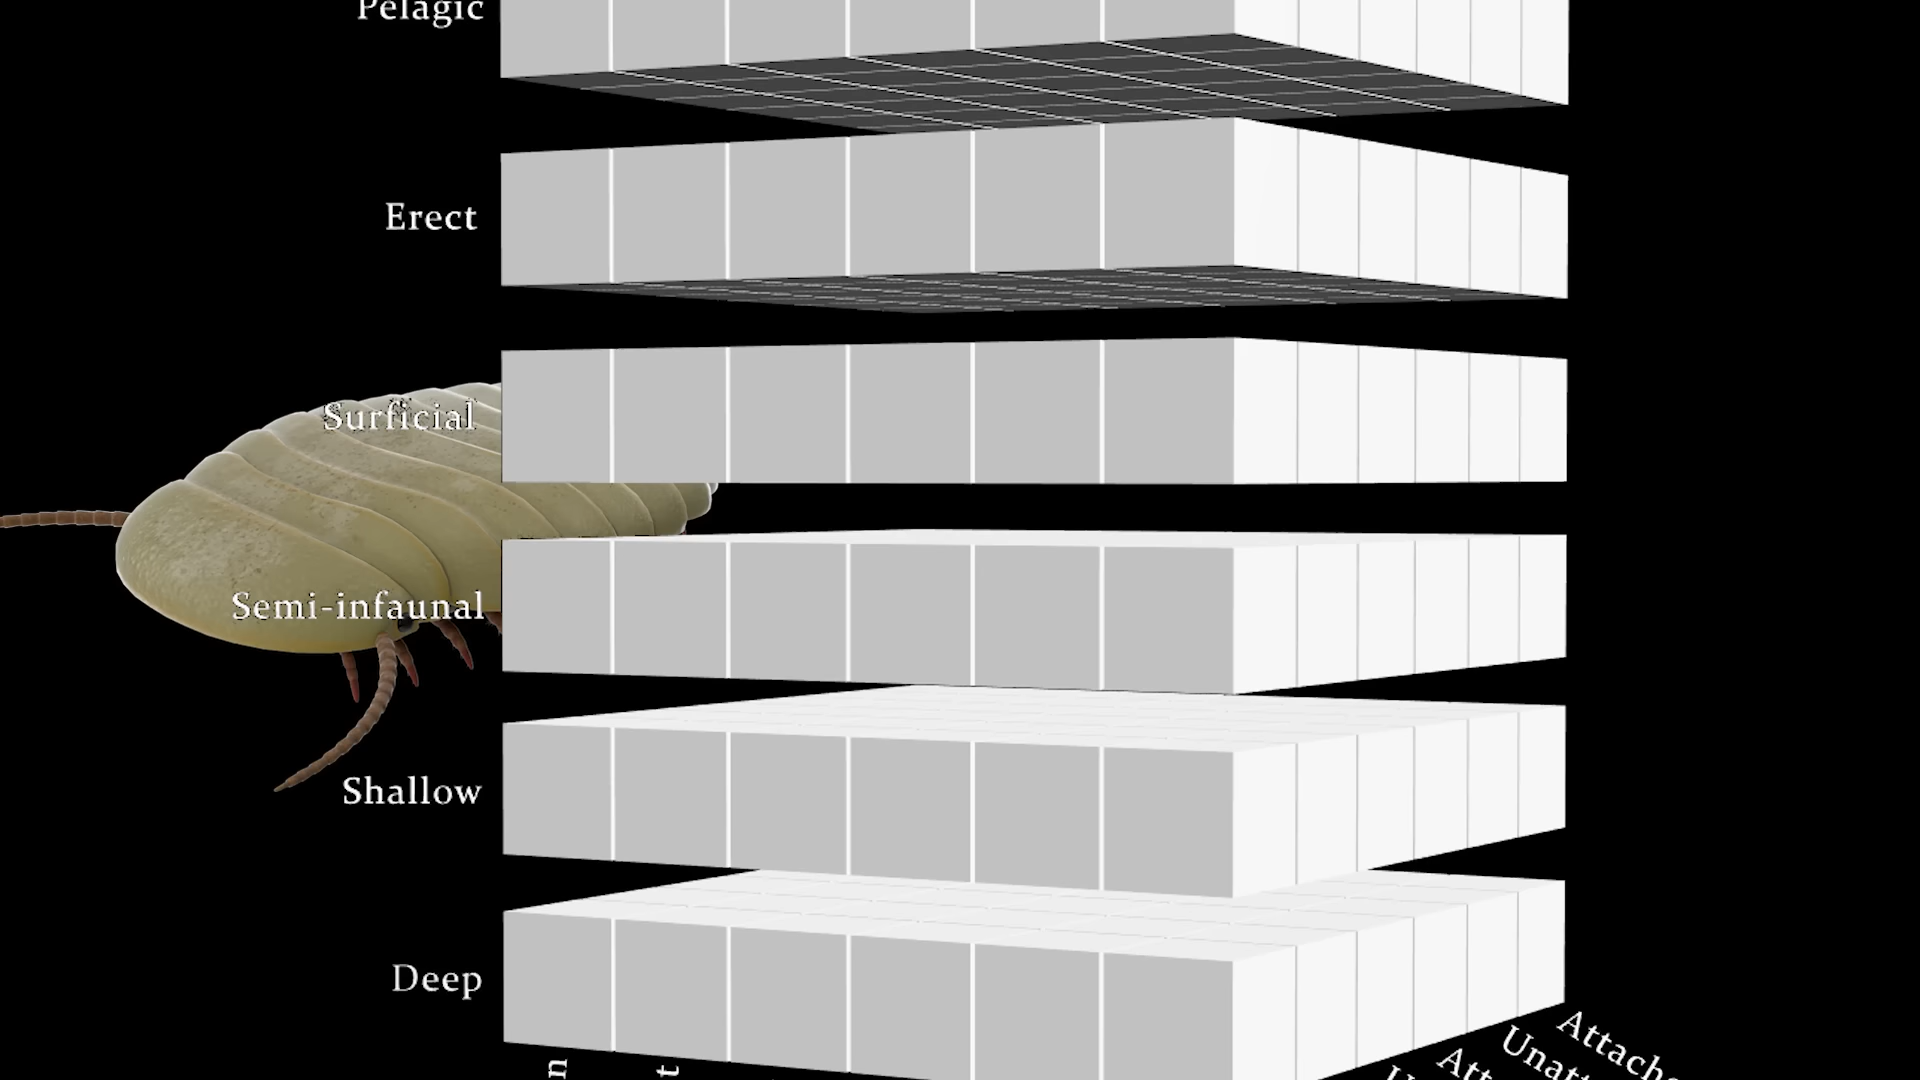 Pelagic
Erect
Surficial
Semi-infaunal
Shallow
Deep